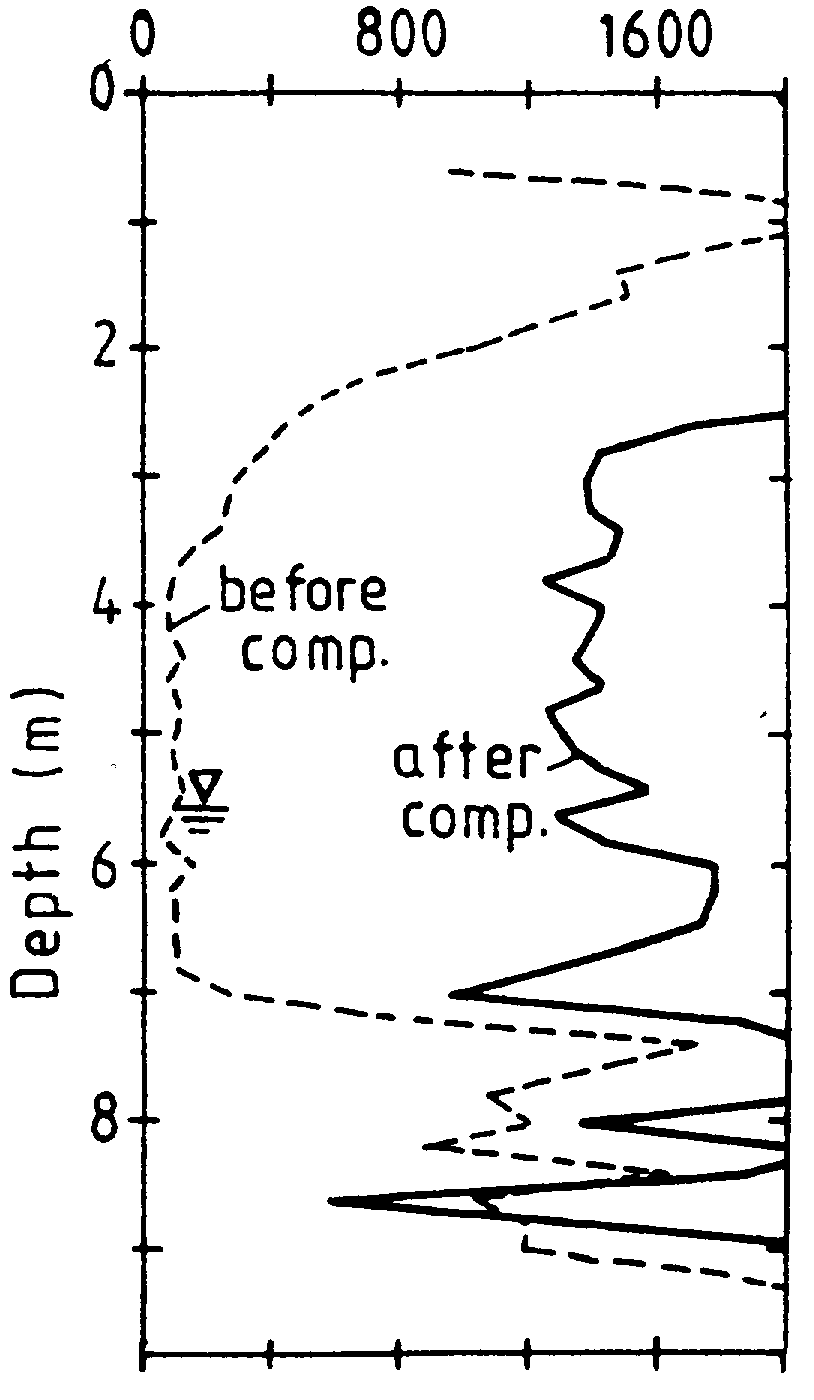 0 800 1600
0
2
4
before
comp.
after
comp.
6
8
Depth (m)